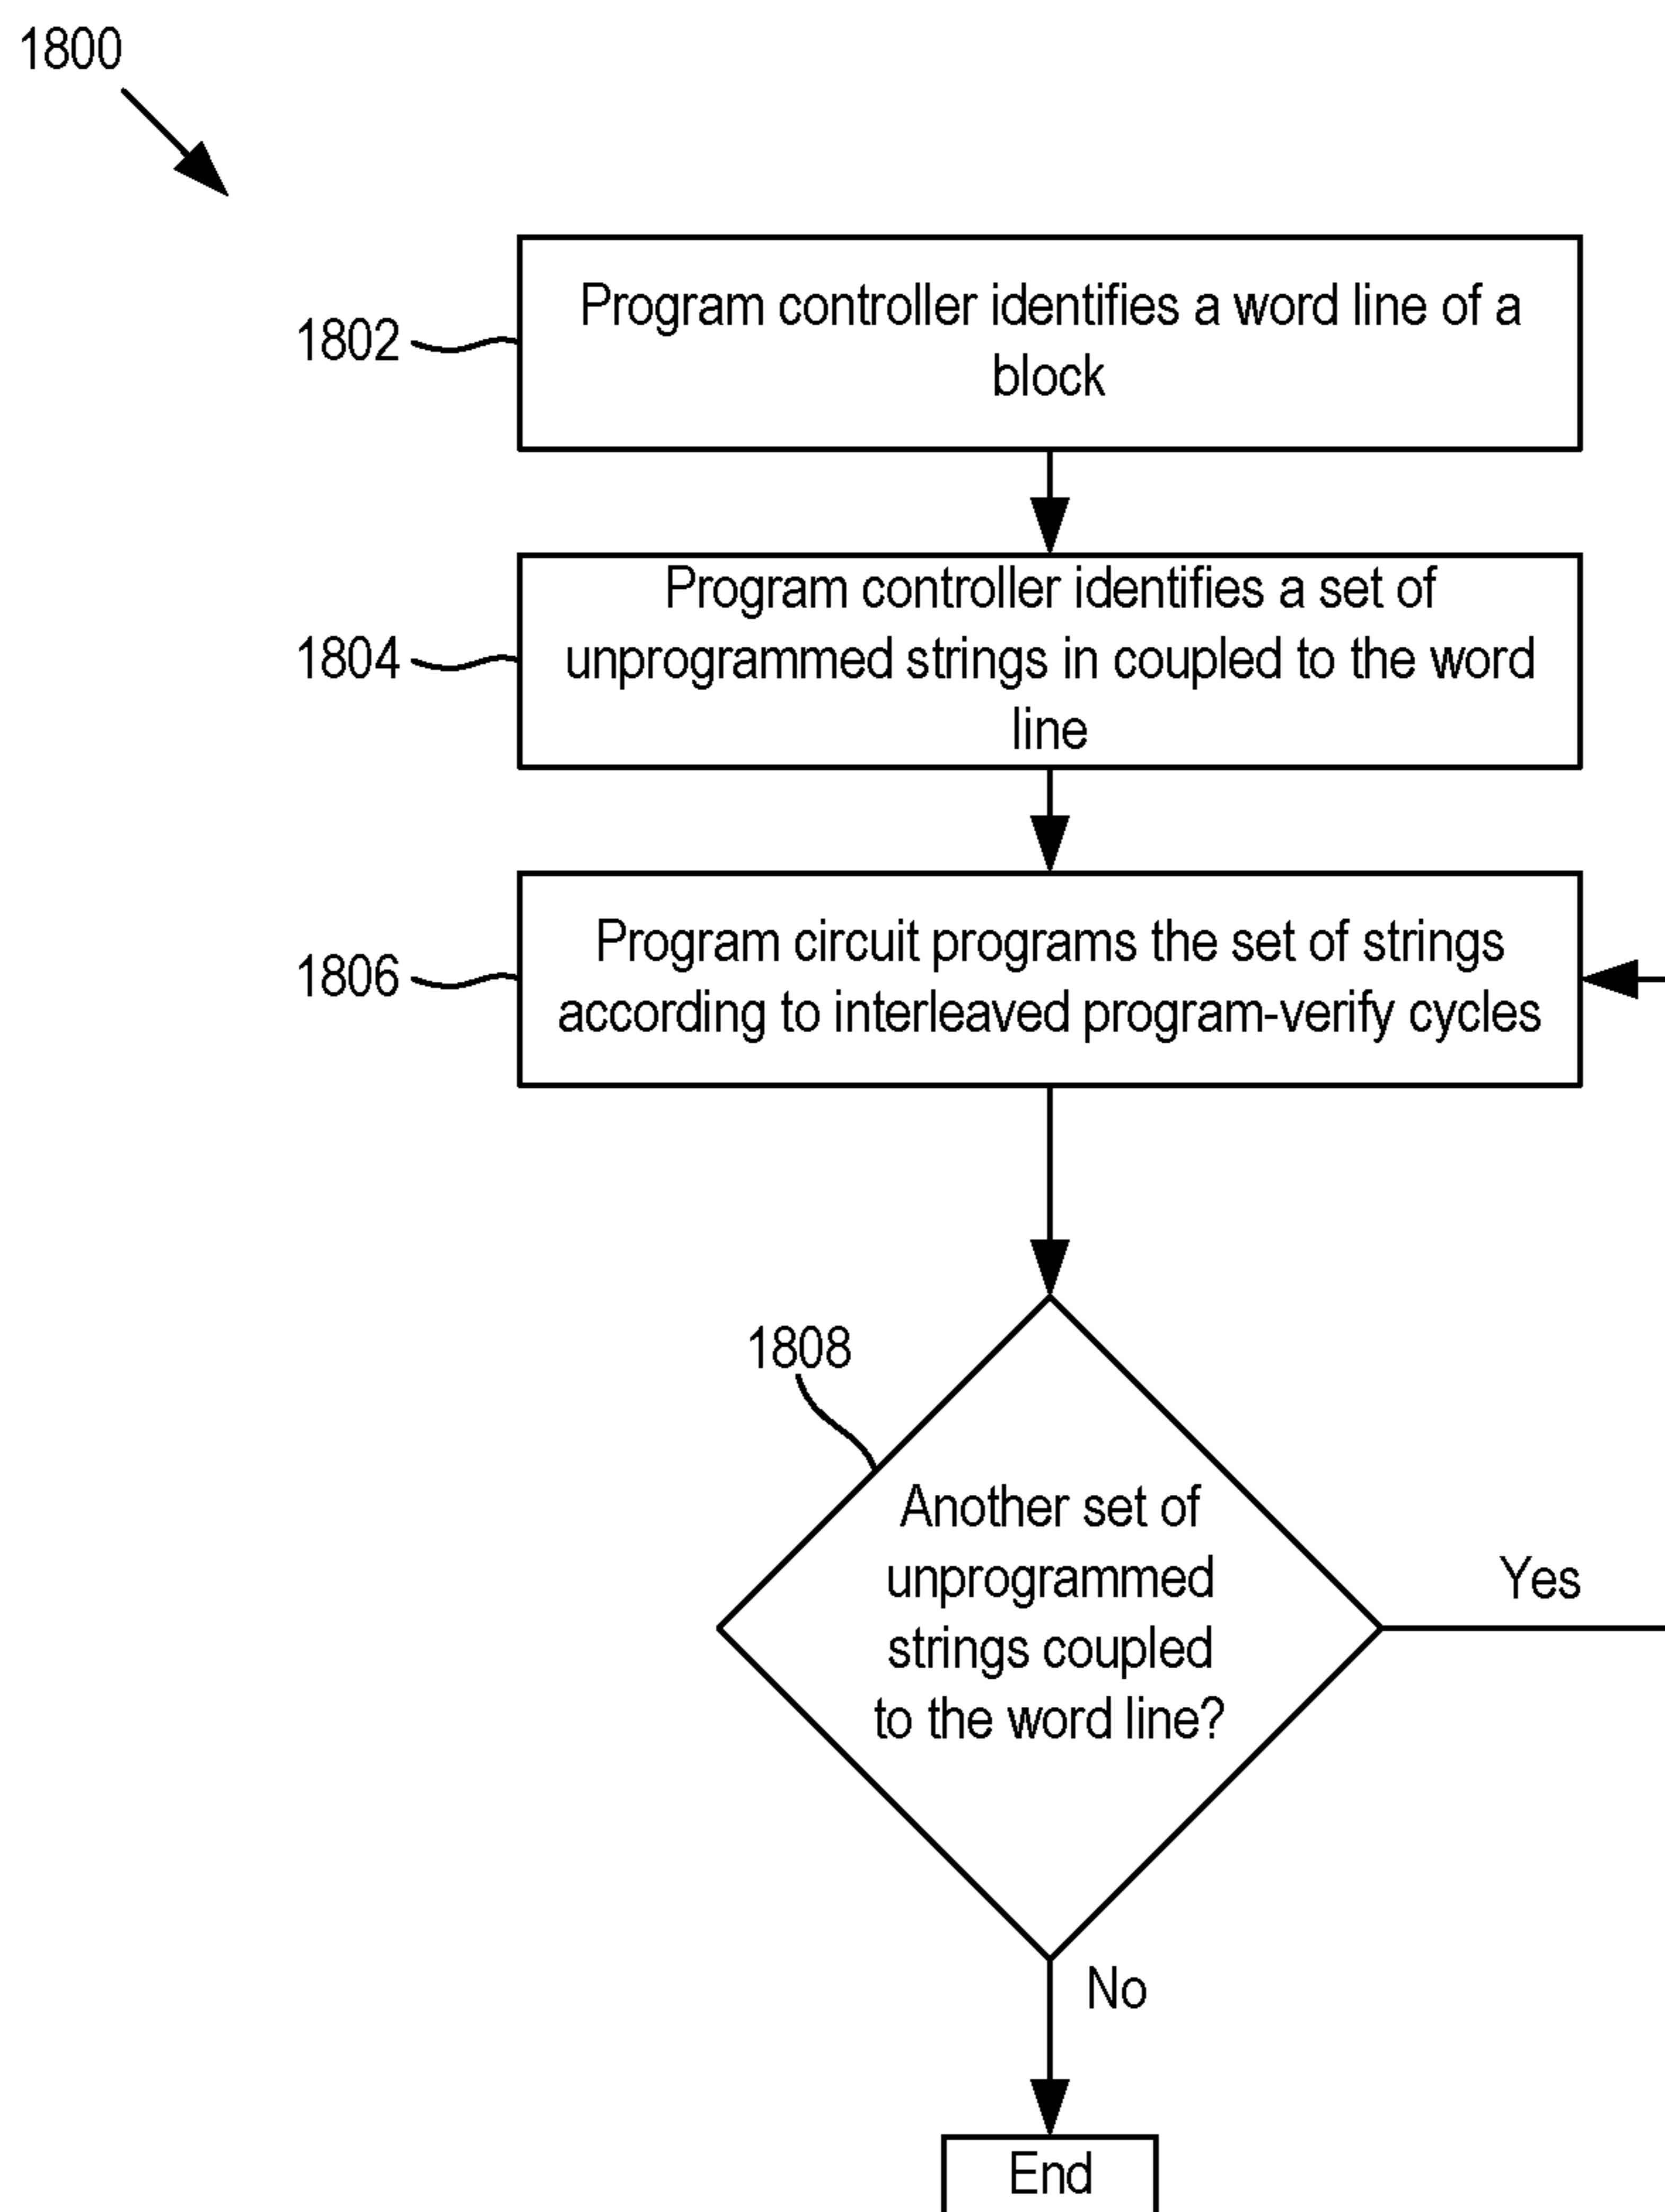 1800
Program controller identifies a word line of a
block
1802
Program controller identifies a set of
unprogrammed strings in coupled to the word
line
1804
Program circuit programs the set of strings
according to interleaved program-verify cycles
1806
1808
Another set of
unprogrammed
strings coupled
to the word line?
Yes
No
End